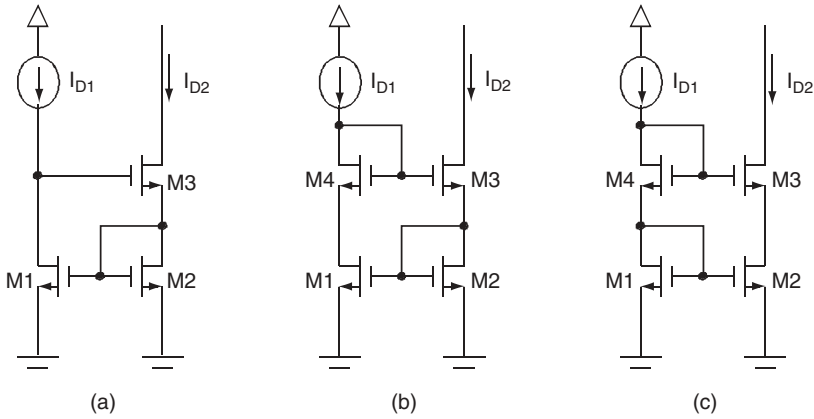 I_D1 I_D2 I_D1 I_D2 I_D1 I_D2
M3 M4 M3 M4 M3
M1 M2 M1 M2 M1 M2
(a) (b) (c)